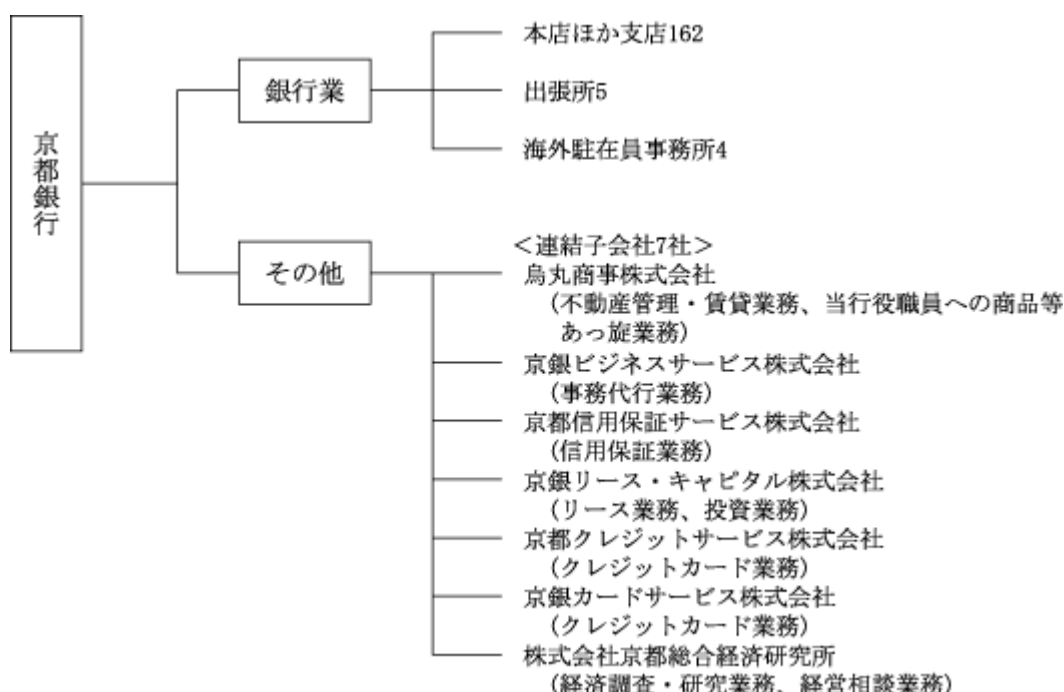 京都銀行
銀行業
本店ほか支店162
出張所5
海外駐在員事務所4
その他
＜連結子会社7社＞
烏丸商事株式会社
(不動産管理・賃貸業務、当行役職員への商品等
あっ旋業務)
京銀ビジネスサービス株式会社
(事務代行業務)
京都信用保証サービス株式会社
(信用保証業務)
京銀リース・キャピタル株式会社
(リース業務、投資業務)
京都クレジットサービス株式会社
(クレジットカード業務)
京銀カードサービス株式会社
(クレジットカード業務)
株式会社京都総合経済研究所
(経済調査・研究業務、経営相談業務)